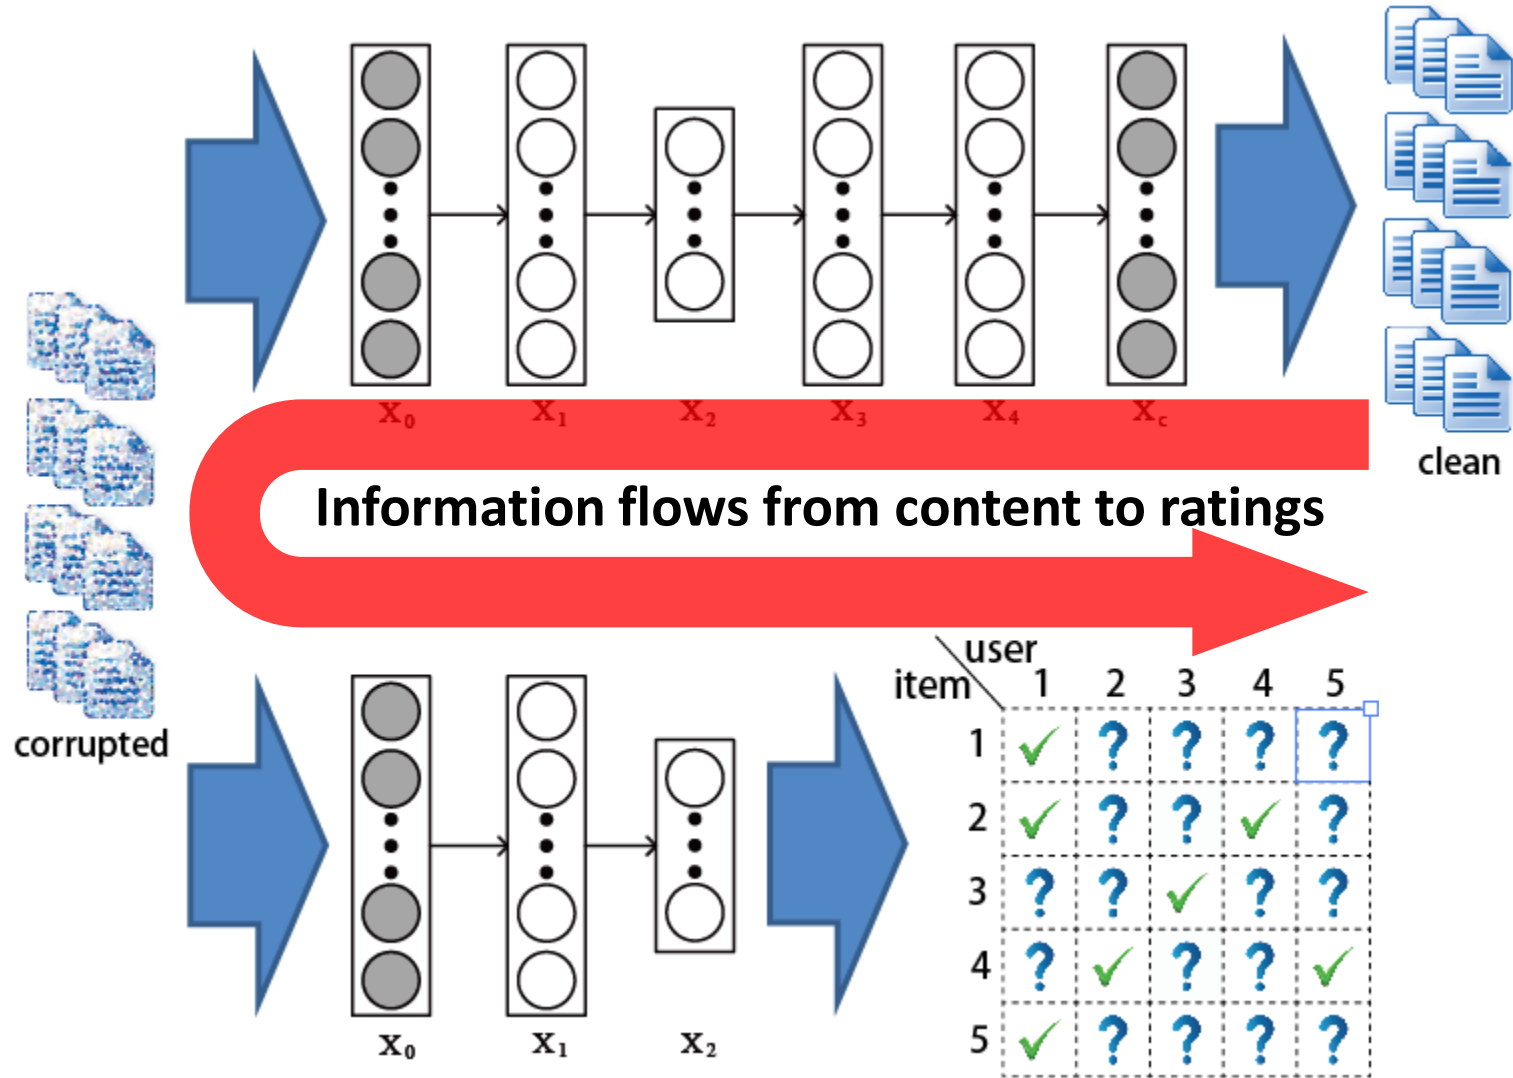 X₀ X₁ X₂ X₃ X₄ X꜀
clean
Information flows from content to ratings
corrupted
user
item
1 2 3 4 5
1 ✓ ? ? ? ?
2 ✓ ? ? ✓ ?
3 ? ? ✓ ? ?
4 ? ✓ ? ? ✓
5 ✓ ? ? ? ?
X₀ X₁ X₂